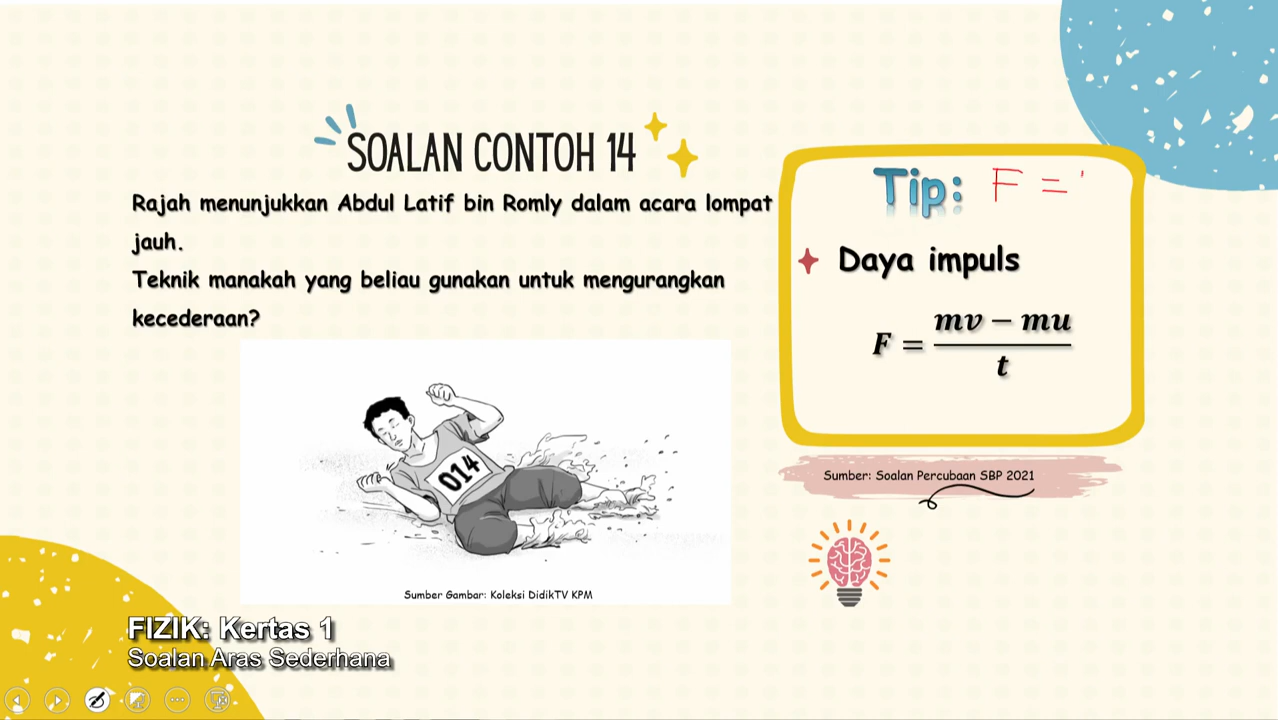 SOALAN CONTOH 14
Rajah menunjukkan Abdul Latif bin Romly dalam acara lompat
jauh.
Teknik manakah yang beliau gunakan untuk mengurangkan
kecederaan?
014
Sumber Gambar: Koleksi DidikTV KPM
Tip: F =
Daya impuls
F = (mv − mu) / t
Sumber: Soalan Percubaan SBP 2021
FIZIK: Kertas 1
Soalan Aras Sederhana